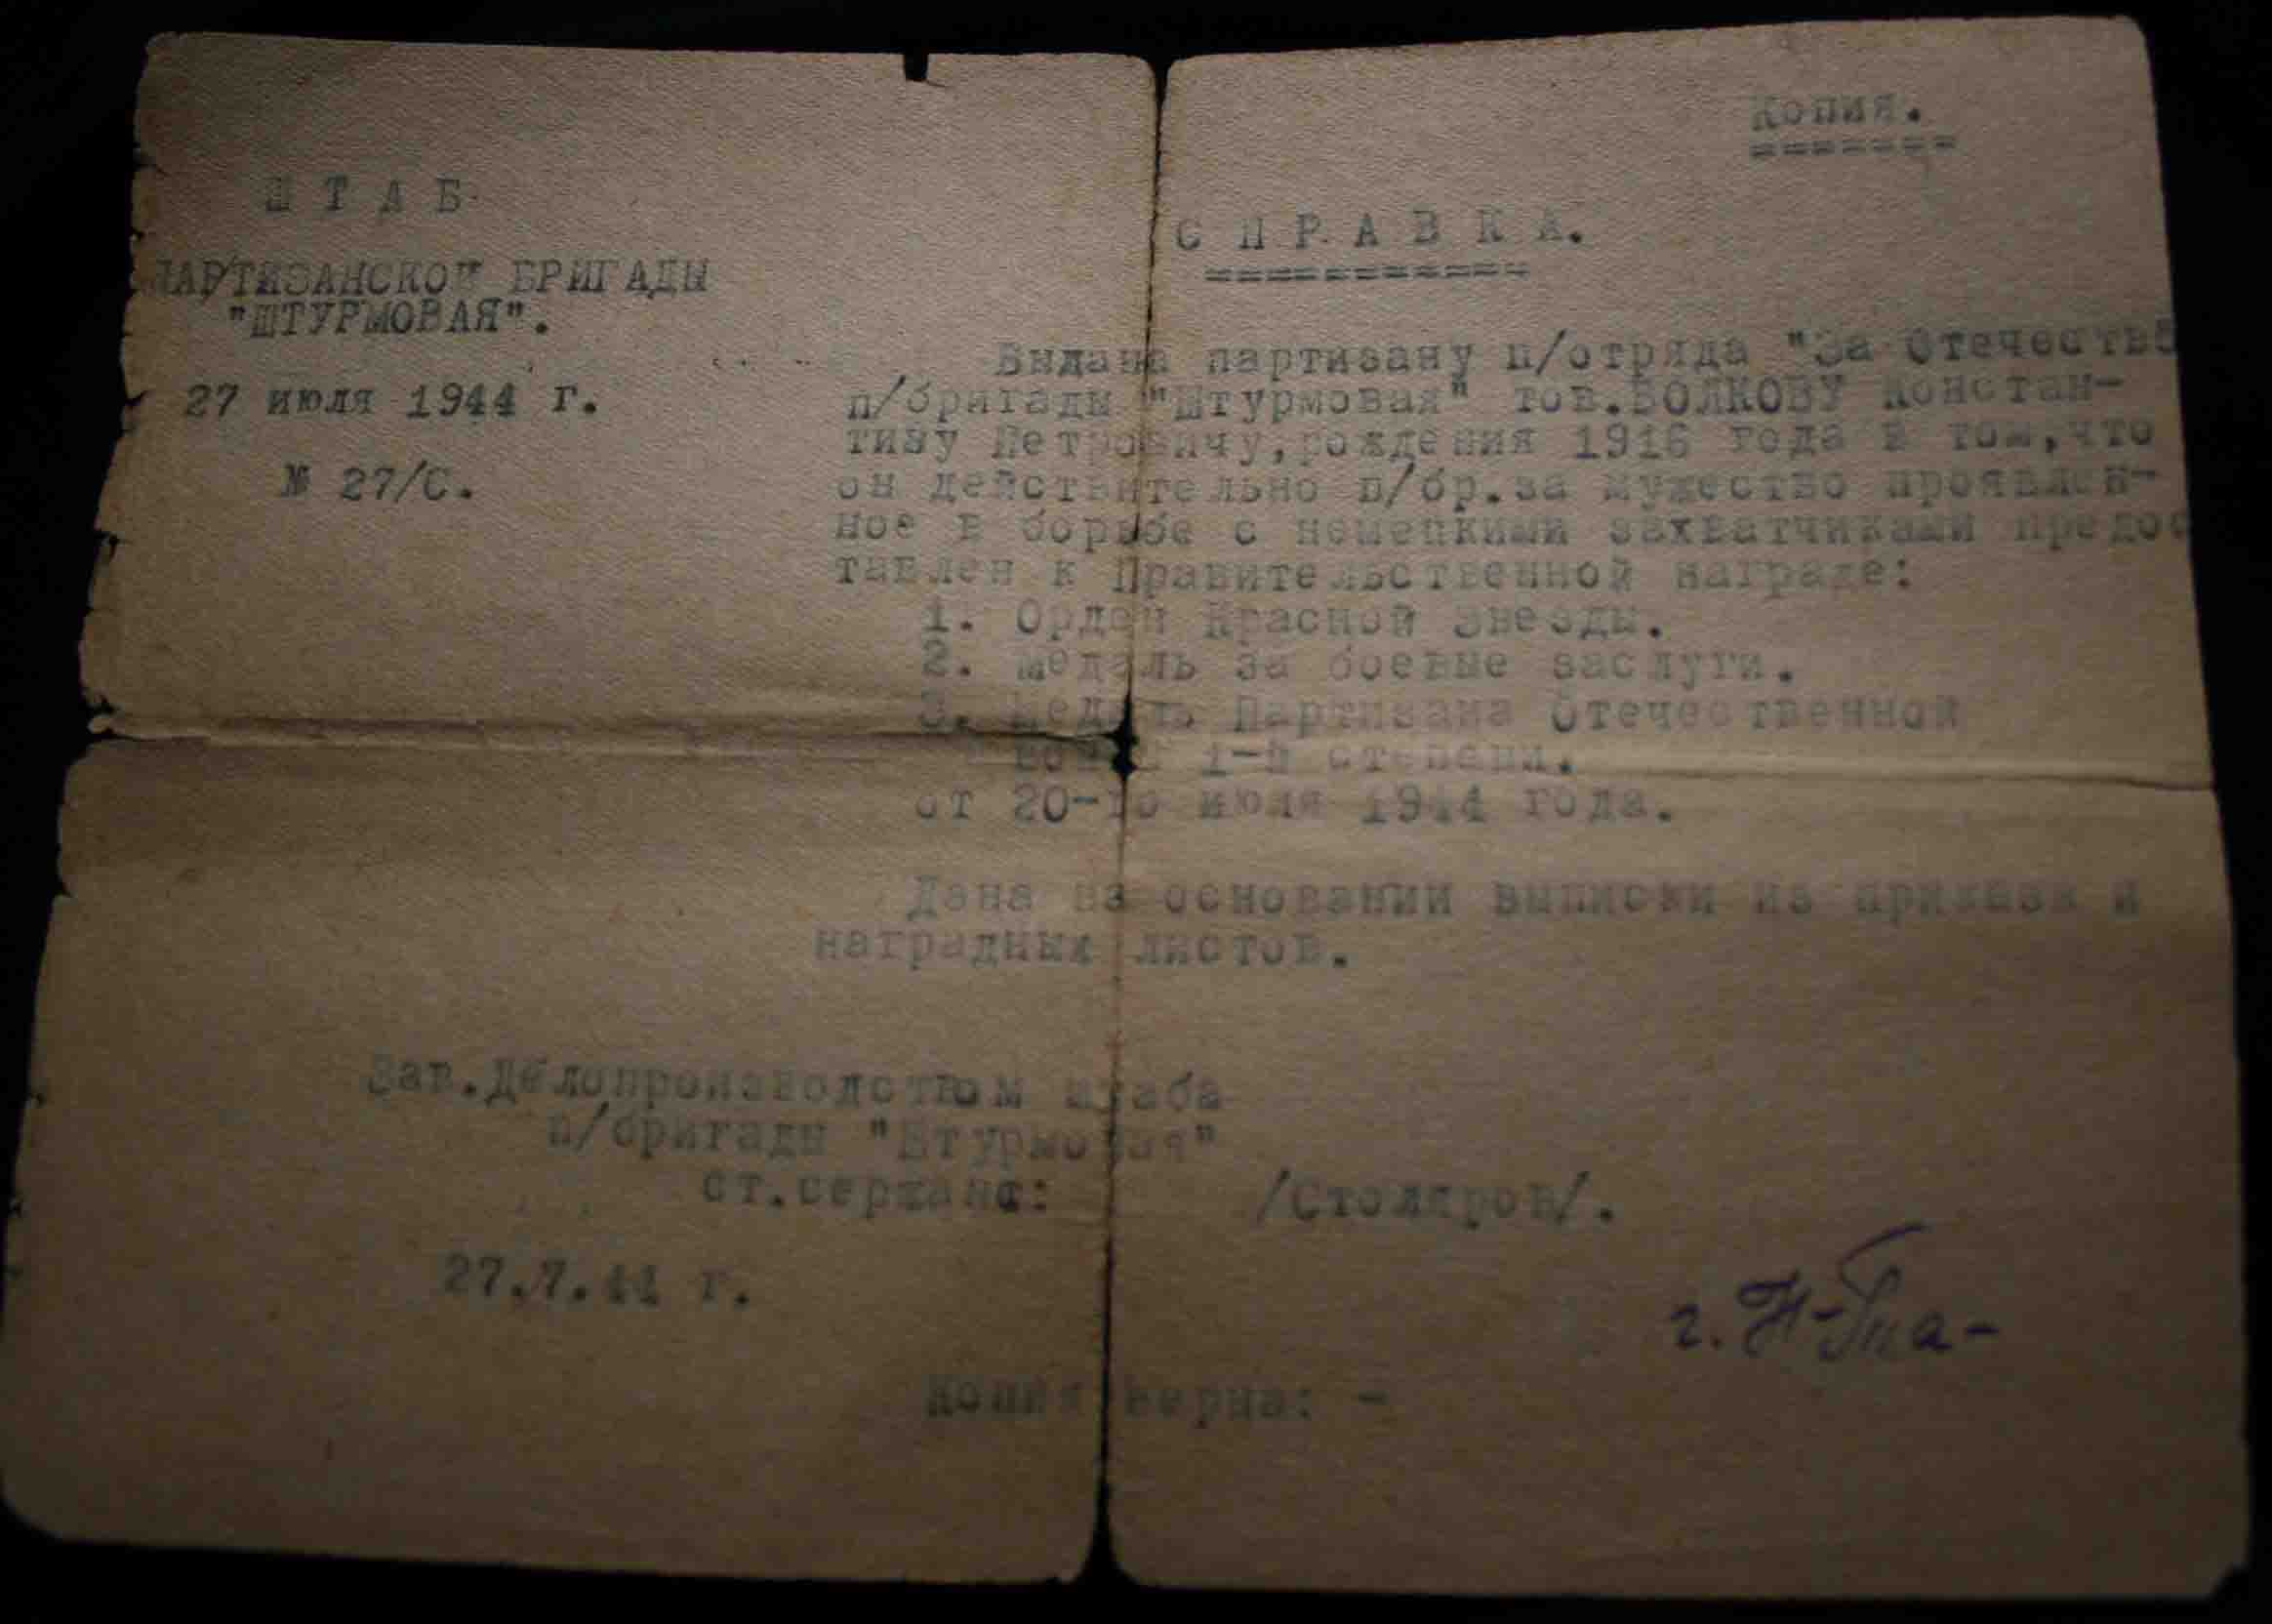 Копия.
Ш Т А Б
ПАРТИЗАНСКОЙ БРИГАДЫ
"ШТУРМОВАЯ".
27 июля 1944 г.
№ 27/С.
С П Р А В К А.
Выдана партизану п/отряда "За Отечество
п/бригады "Штурмовая" тов.ВОЛКОВУ Констан-
тину Петровичу,рождения 1916 года в том,что
он действительно п/бр.за мужество проявлен-
ное в борьбе с немецкими захватчиками предос
тавлен к Правительственной награде:
1. Орден Красной Звезды.
2. Медаль за боевые заслуги.
3. Медаль Партизана Отечественной
войны 1-й степени.
от 20-го июля 1944 года.
Дана на основании выписки из приказа и
наградных листов.
Зав.делопроизводством штаба
п/бригады "Штурмовая"
ст.сержант:
/Столяров/.
27.7.44 г.
Копия верна: -